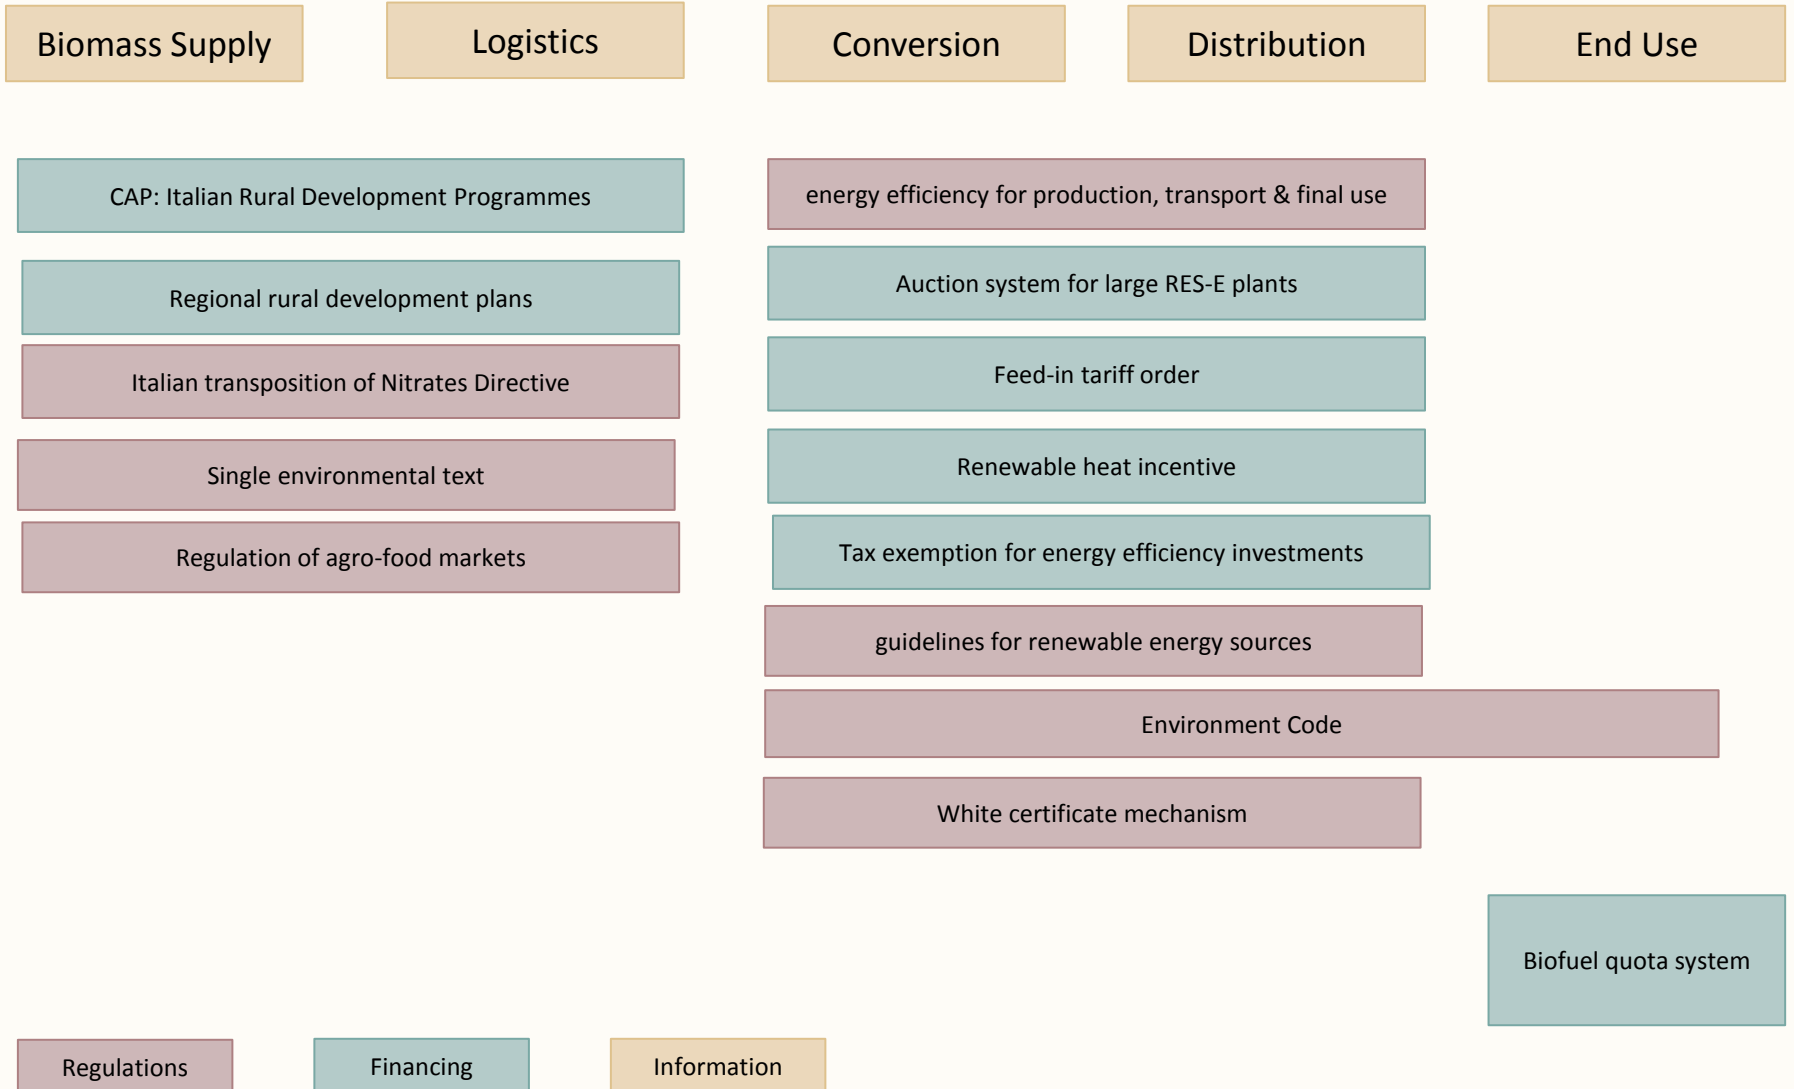 Biomass Supply
Logistics
Conversion
Distribution
End Use
CAP: Italian Rural Development Programmes
Regional rural development plans
Italian transposition of Nitrates Directive
Single environmental text
Regulation of agro-food markets
energy efficiency for production, transport & final use
Auction system for large RES-E plants
Feed-in tariff order
Renewable heat incentive
Tax exemption for energy efficiency investments
guidelines for renewable energy sources
Environment Code
White certificate mechanism
Biofuel quota system
Regulations
Financing
Information